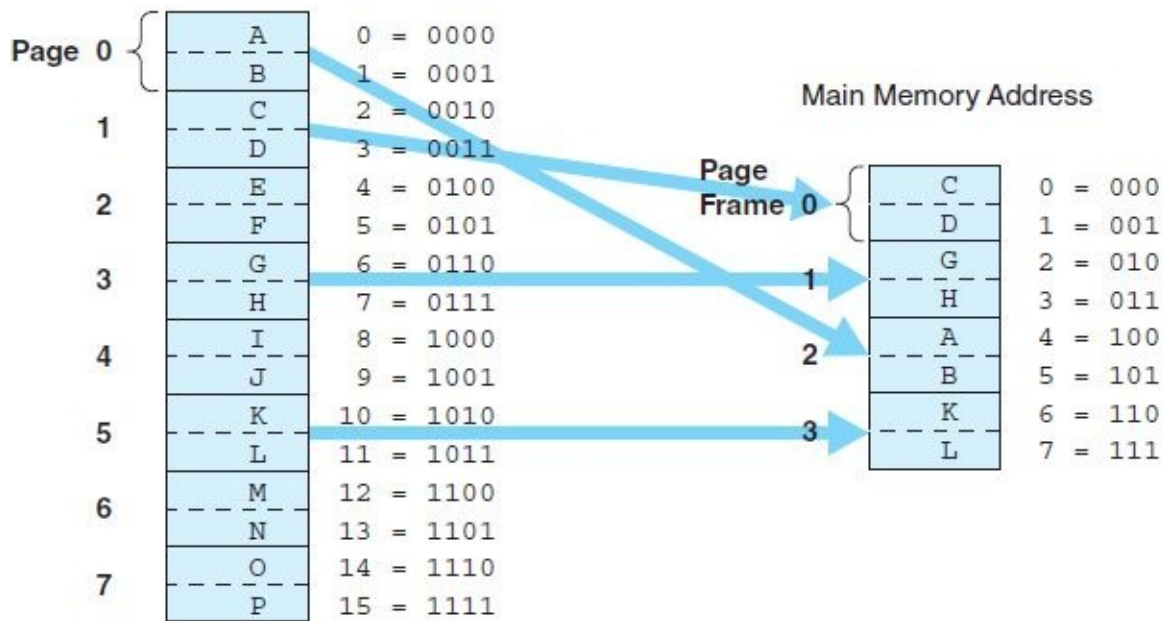 Page 0
A 0 = 0000
B 1 = 0001
1
C 2 = 0010
D 3 = 0011
2
E 4 = 0100
F 5 = 0101
3
G 6 = 0110
H 7 = 0111
4
I 8 = 1000
J 9 = 1001
5
K 10 = 1010
L 11 = 1011
6
M 12 = 1100
N 13 = 1101
7
O 14 = 1110
P 15 = 1111
Main Memory Address
Page
Frame 0
C 0 = 000
D 1 = 001
1
G 2 = 010
H 3 = 011
2
A 4 = 100
B 5 = 101
3
K 6 = 110
L 7 = 111